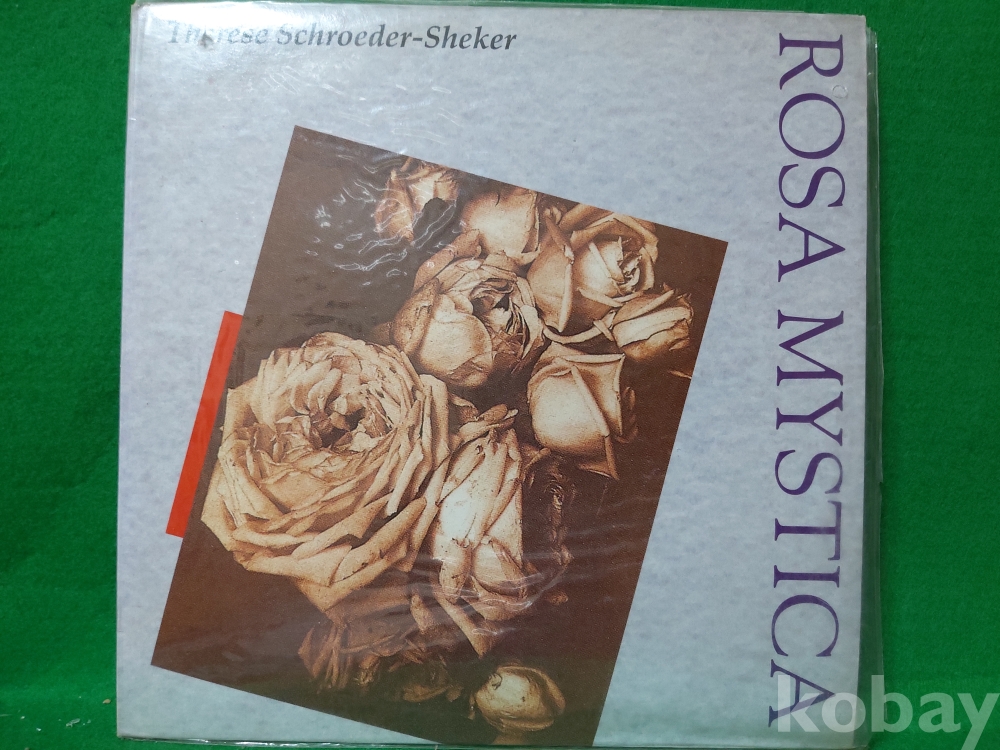 Therese Schroeder-Sheker
ROSA MYSTICA
kobay